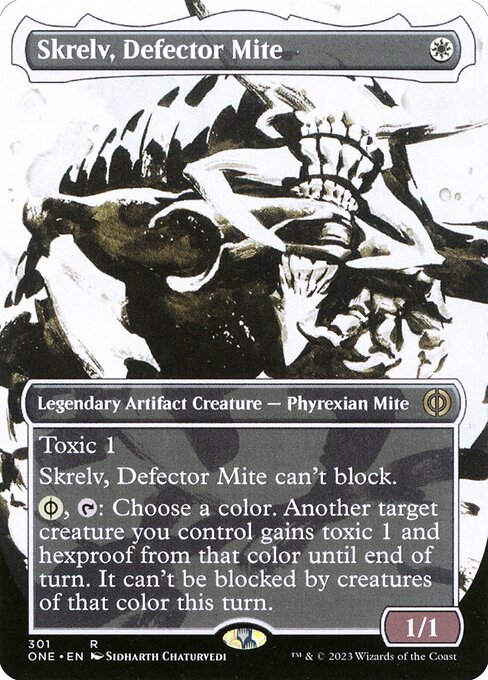 Skrelv, Defector Mite
Legendary Artifact Creature — Phyrexian Mite
Toxic 1
Skrelv, Defector Mite can't block.
, : Choose a color. Another target
creature you control gains toxic 1 and
hexproof from that color until end of
turn. It can't be blocked by creatures
of that color this turn.
1/1
301 R
ONE • EN Sidharth Chaturvedi
™ & © 2023 Wizards of the Coast